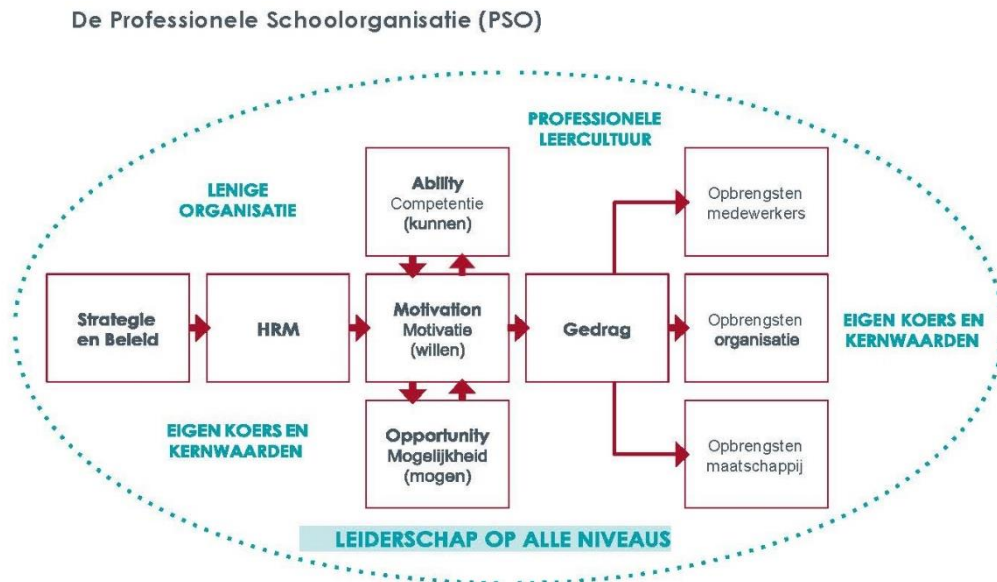 De Professionele Schoolorganisatie (PSO)
PROFESSIONELE
LEERCULTUUR
LENIGE
ORGANISATIE
Ability
Competentie
(kunnen)
Opbrengsten
medewerkers
Strategie
en Beleid
HRM
Motivation
Motivatie
(willen)
Gedrag
Opbrengsten
organisatie
EIGEN KOERS EN
KERNWAARDEN
EIGEN KOERS EN
KERNWAARDEN
Opportunity
Mogelijkheid
(mogen)
Opbrengsten
maatschappij
LEIDERSCHAP OP ALLE NIVEAUS